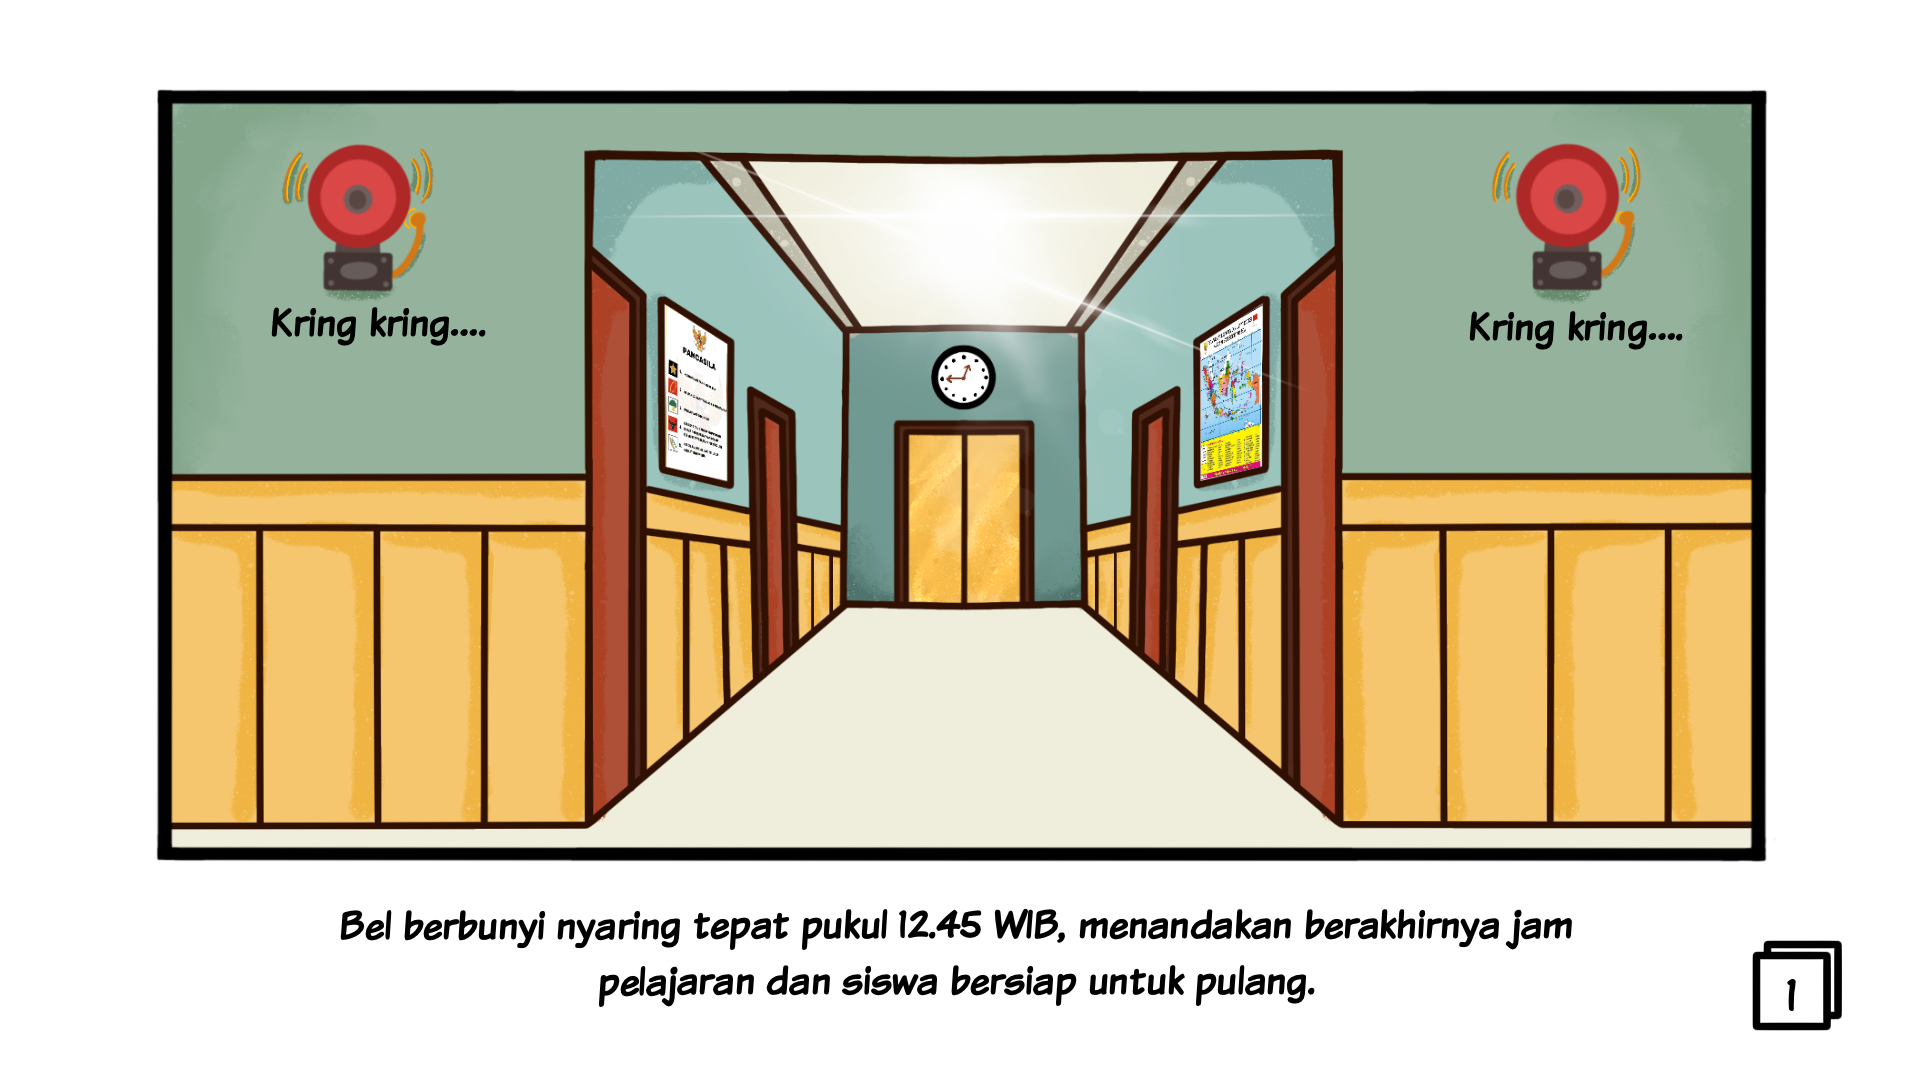 Kring kring....
Kring kring....
PANCASILA
Bel berbunyi nyaring tepat pukul 12.45 WIB, menandakan berakhirnya jam
pelajaran dan siswa bersiap untuk pulang.
1